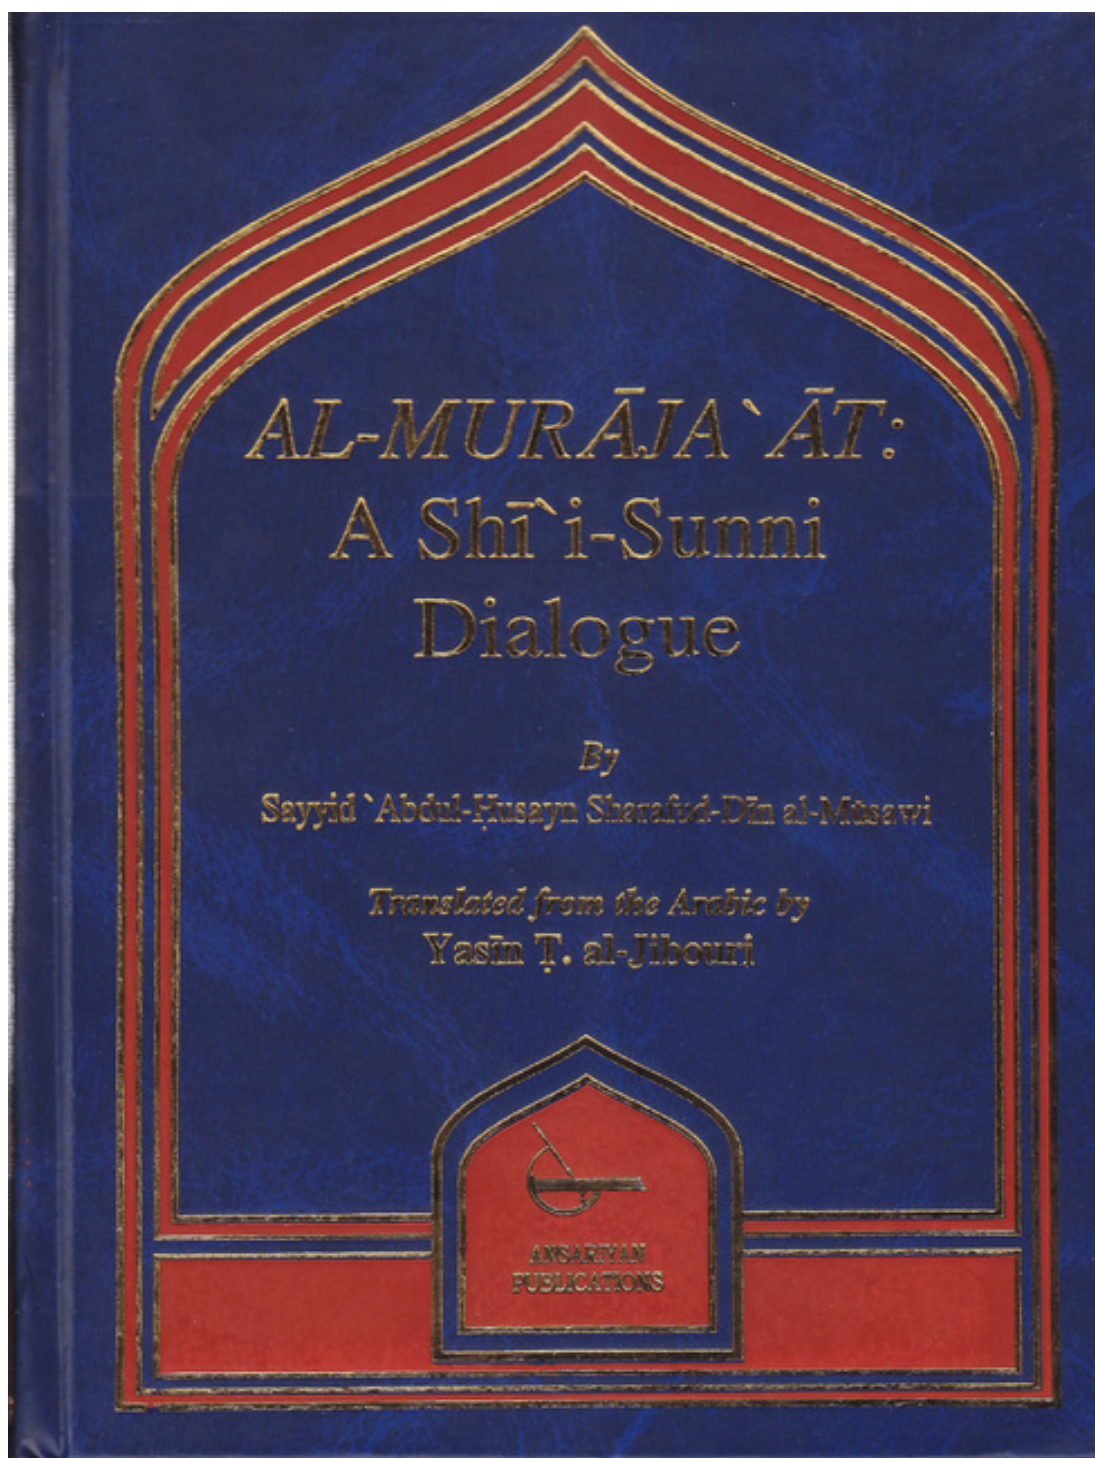 AL-MURĀJA`ĀT:
A Shī`i-Sunni
Dialogue
By
Sayyid `Abdul-Ḥusayn Sharafud-Dīn al-Mūsawi
Translated from the Arabic by
Yasīn Ṭ. al-Jibouri
ANSARIYAN
PUBLICATIONS